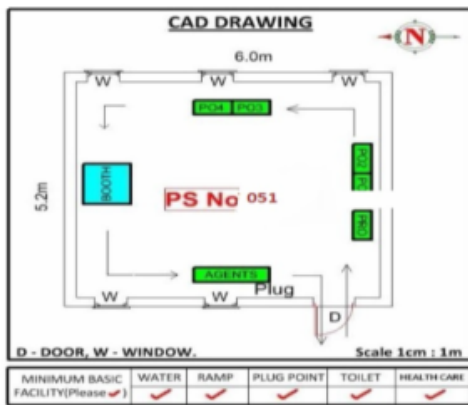 CAD DRAWING
N
6.0m
W W W
PO4 PO3
5.2m
BOOTH
PO2
PRO
PS No 051
AGENTS
Plug
W W
D
D - DOOR, W - WINDOW.
Scale 1cm : 1m
MINIMUM BASIC FACILITY(Please ✓)
WATER
RAMP
PLUG POINT
TOILET
HEALTH CARE
✓ ✓ ✓ ✓ ✓